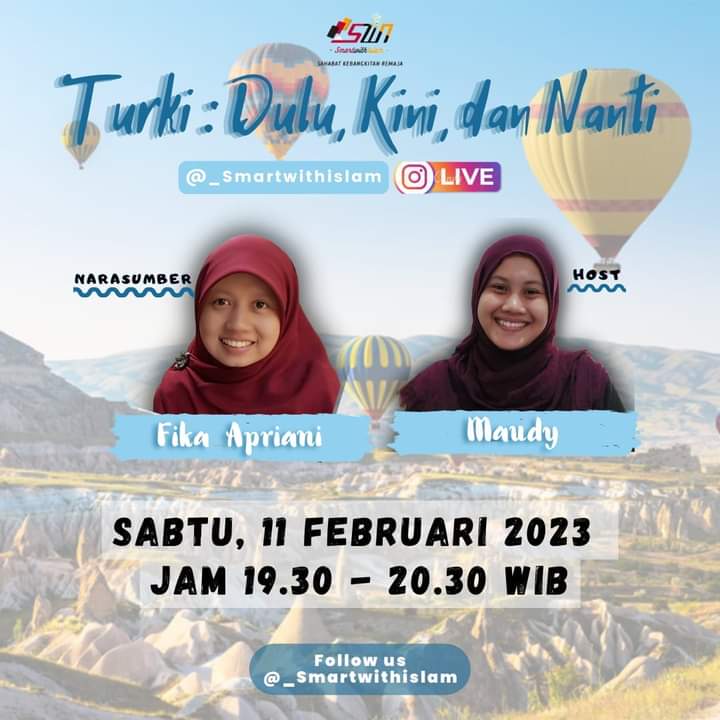 SWI
- SmartwithIslam -
SAHABAT KEBANGKITAN REMAJA
Turki : Dulu, Kini, dan Nanti
@_Smartwithislam
LIVE
NARASUMBER
HOST
Fika Apriani
Maudy
SABTU, 11 FEBRUARI 2023
JAM 19.30 - 20.30 WIB
Follow us
@_Smartwithislam